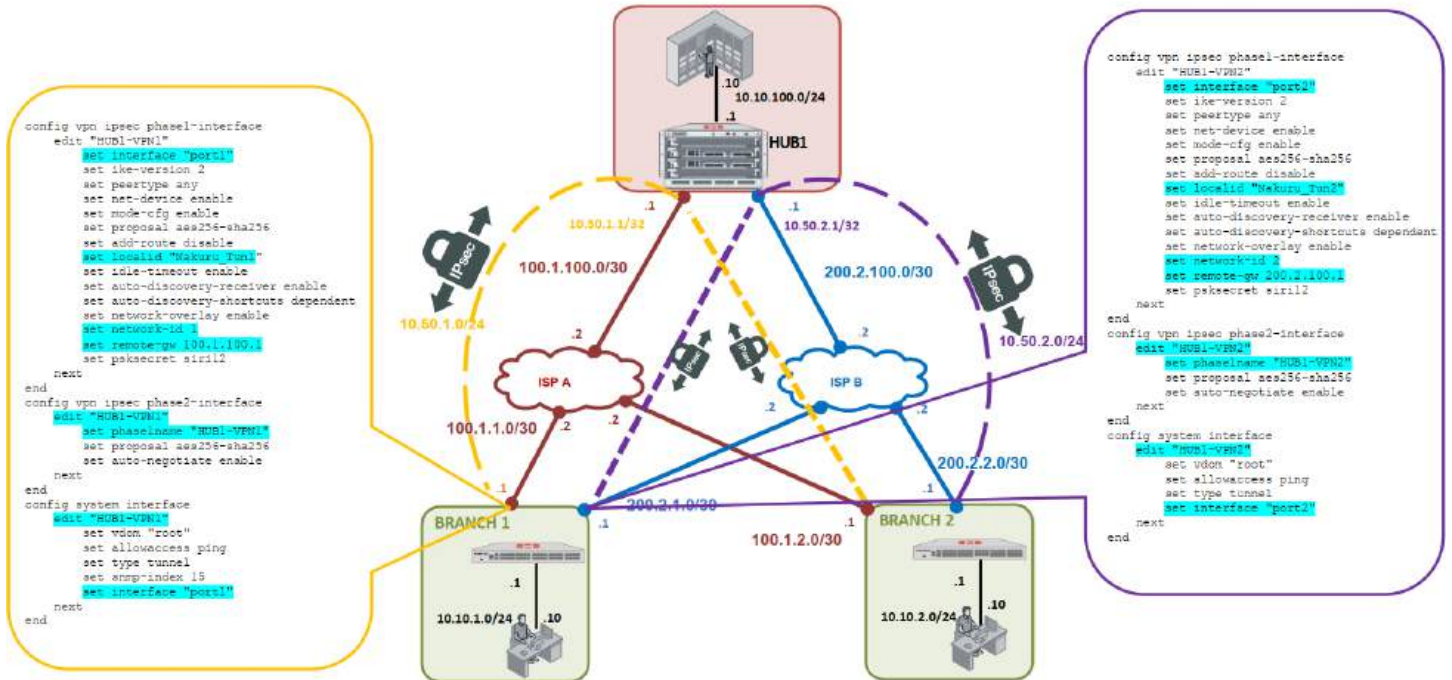 config vpn ipsec phase1-interface
edit "HUB1-VPN1"
set interface "port1"
set ike-version 2
set peertype any
set net-device enable
set mode-cfg enable
set proposal aes256-sha256
set add-route disable
set localid "Nakuru_Tun1"
set idle-timeout enable
set auto-discovery-receiver enable
set auto-discovery-shortcuts dependent
set network-overlay enable
set network-id 1
set remote-gw 100.1.100.1
set psksecret siri12
next
end
config vpn ipsec phase2-interface
edit "HUB1-VPN1"
set phase1name "HUB1-VPN1"
set proposal aes256-sha256
set auto-negotiate enable
next
end
config system interface
edit "HUB1-VPN1"
set vdom "root"
set allowaccess ping
set type tunnel
set snmp-index 15
set interface "port1"
next
end
.10
10.10.100.0/24
.1
HUB1
.1
10.50.1.1/32
.1
10.50.2.1/32
100.1.100.0/30
200.2.100.0/30
IPsec
IPsec
10.50.1.0/24
10.50.2.0/24
.2
.2
IPsec
IPsec
ISP A
ISP B
.2
.2
.2
.2
100.1.1.0/30
200.2.2.0/30
.1
.1
200.2.1.0/30
.1
.1
100.1.2.0/30
BRANCH 1
BRANCH 2
.1
10.10.1.0/24
.10
.1
10.10.2.0/24
.10
config vpn ipsec phase1-interface
edit "HUB1-VPN2"
set interface "port2"
set ike-version 2
set peertype any
set net-device enable
set mode-cfg enable
set proposal aes256-sha256
set add-route disable
set localid "Nakuru_Tun2"
set idle-timeout enable
set auto-discovery-receiver enable
set auto-discovery-shortcuts dependent
set network-overlay enable
set network-id 2
set remote-gw 200.2.100.1
set psksecret siri12
next
end
config vpn ipsec phase2-interface
edit "HUB1-VPN2"
set phase1name "HUB1-VPN2"
set proposal aes256-sha256
set auto-negotiate enable
next
end
config system interface
edit "HUB1-VPN2"
set vdom "root"
set allowaccess ping
set type tunnel
set interface "port2"
next
end